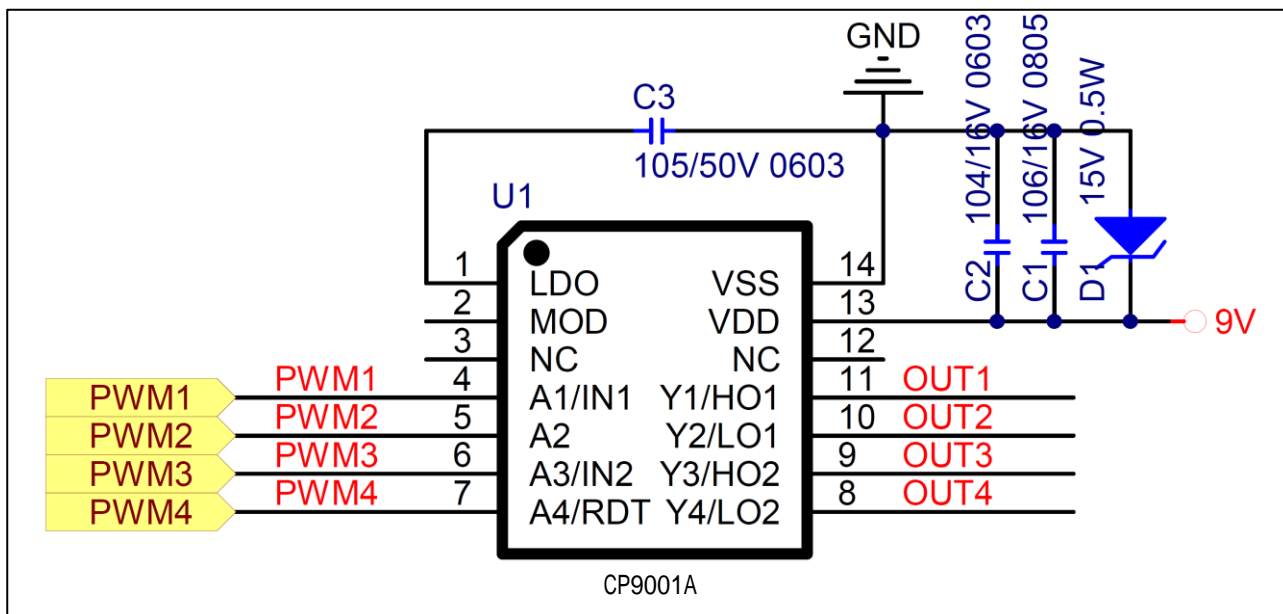 GND
C3
105/50V 0603
104/16V 0603
106/16V 0805
15V 0.5W
C2
C1
D1
U1
1 LDO VSS 14
2 MOD VDD 13
9V
3 NC NC 12
PWM1 PWM1 4 A1/IN1 Y1/HO1 11 OUT1
PWM2 PWM2 5 A2 Y2/LO1 10 OUT2
PWM3 PWM3 6 A3/IN2 Y3/HO2 9 OUT3
PWM4 PWM4 7 A4/RDT Y4/LO2 8 OUT4
CP9001A